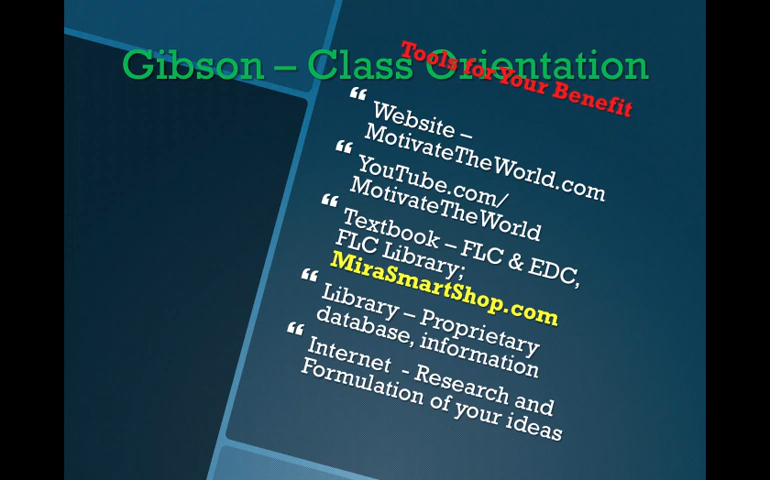 Gibson – Class Orientation
Tools for Your Benefit
“ Website –
MotivateTheWorld.com
“ YouTube.com/
MotivateTheWorld
“ Textbook – FLC & EDC,
FLC Library;
MiraSmartShop.com
“ Library – Proprietary
database, information
“ Internet - Research and
Formulation of your ideas